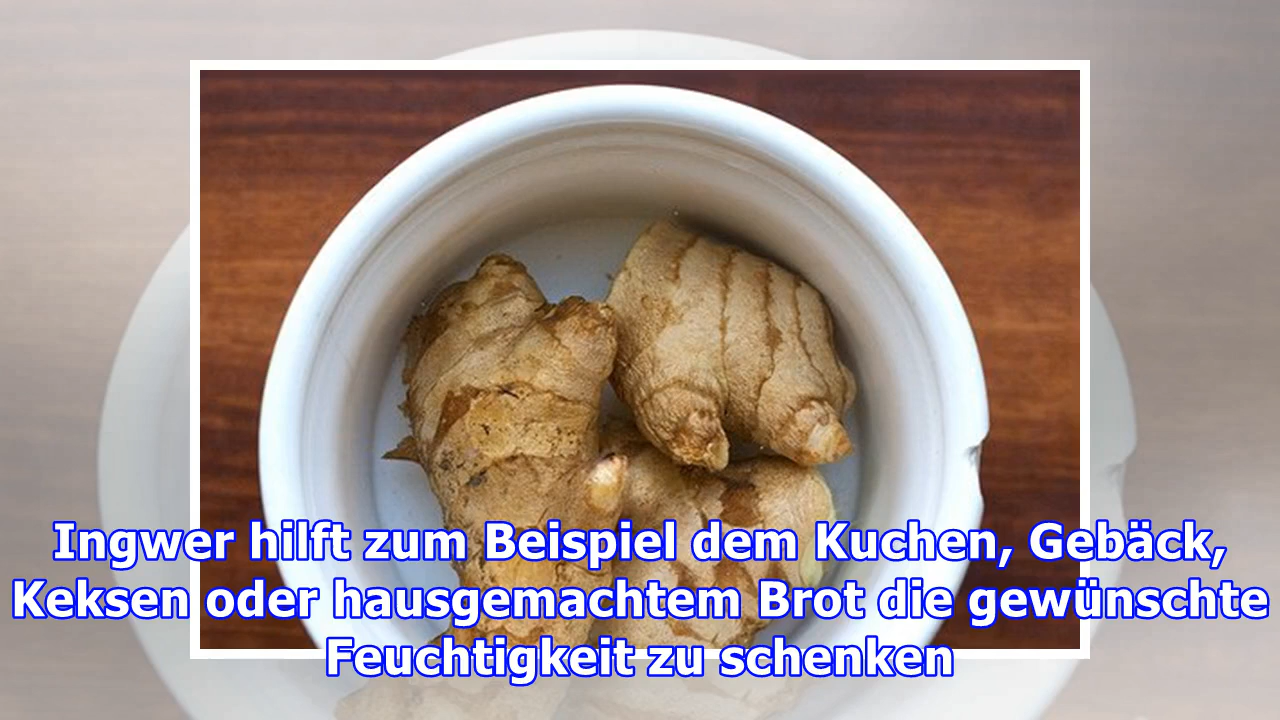 Ingwer hilft zum Beispiel dem Kuchen, Gebäck,
Keksen oder hausgemachtem Brot die gewünschte
Feuchtigkeit zu schenken